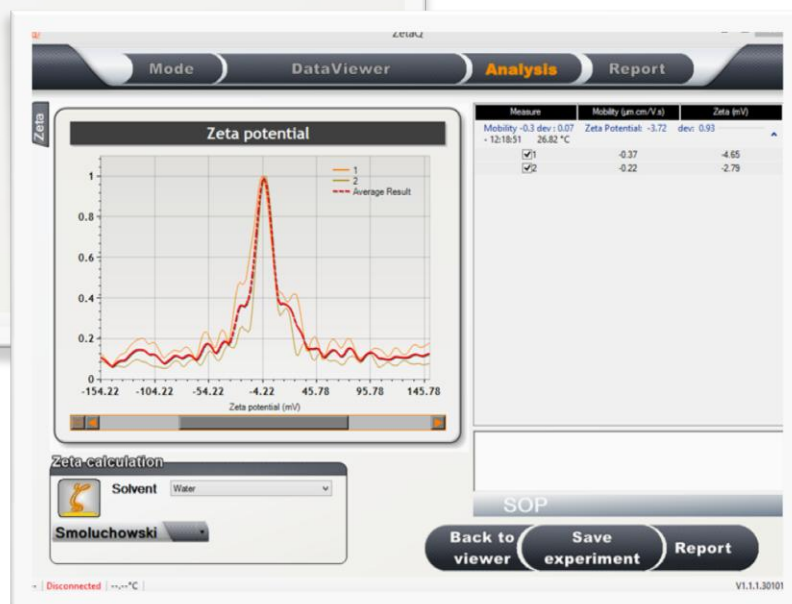 ZetaQ
Mode DataViewer Analysis Report
Zeta
Zeta potential
1
2
Average Result
1
0.8
0.6
0.4
0.2
0
-154.22 -104.22 -54.22 -4.22 45.78 95.78 145.78
Zeta potential (mV)
Measure Mobility (µm.cm/V.s) Zeta (mV)
Mobility -0.3 dev : 0.07 Zeta Potential: -3.72 dev: 0.93
- 12:18:51 26.82 °C
1 -0.37 -4.65
2 -0.22 -2.79
Zeta calculation
Solvent Water
Smoluchowski
SOP
Back to viewer
Save experiment
Report
- Disconnected --.--°C
V1.1.1.30101